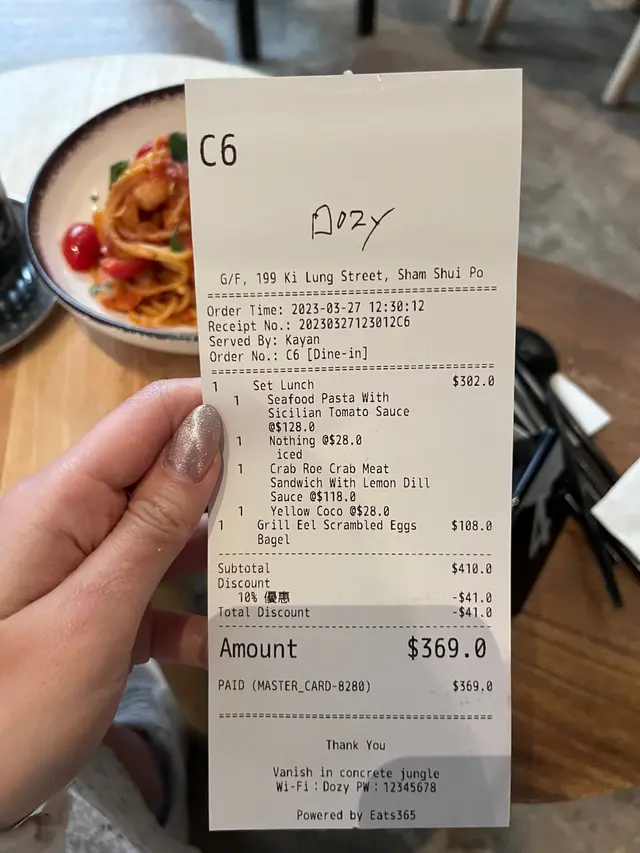 C6
Dozy
G/F, 199 Ki Lung Street, Sham Shui Po
Order Time: 2023-03-27 12:30:12
Receipt No.: 20230327123012C6
Served By: Kayan
Order No.: C6 [Dine-in]
1 Set Lunch $302.0
1 Seafood Pasta With
Sicilian Tomato Sauce
@$128.0
1 Nothing @$28.0
iced
1 Crab Roe Crab Meat
Sandwich With Lemon Dill
Sauce @$118.0
1 Yellow Coco @$28.0
1 Grill Eel Scrambled Eggs $108.0
Bagel
Subtotal $410.0
Discount
10% 優惠 -$41.0
Total Discount -$41.0
Amount $369.0
PAID (MASTER_CARD-8280) $369.0
Thank You
Vanish in concrete jungle
Wi-Fi：Dozy PW：12345678
Powered by Eats365